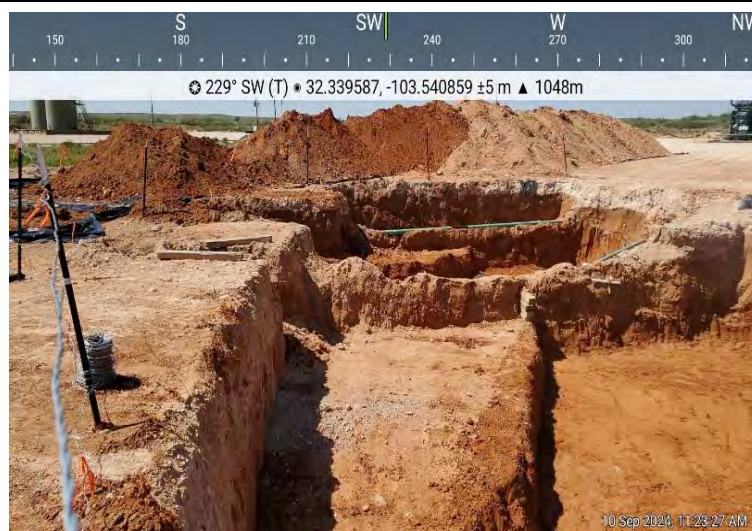 S SW W NW
150 180 210 240 270 300
229° SW (T) 32.339587, -103.540859 ±5 m ▲ 1048m
10 Sep 2024, 11:23:27 AM